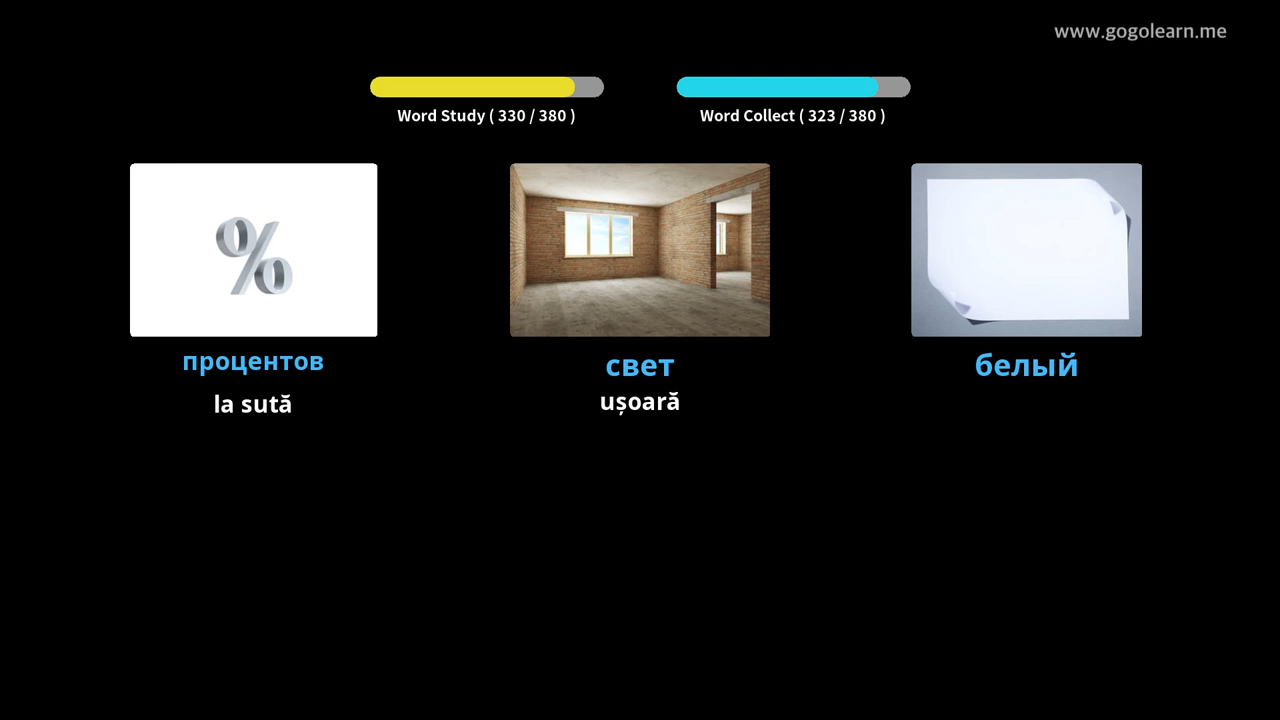 www.gogolearn.me
Word Study ( 330 / 380 )
Word Collect ( 323 / 380 )
%
процентов
свет
белый
la sută
ușoară